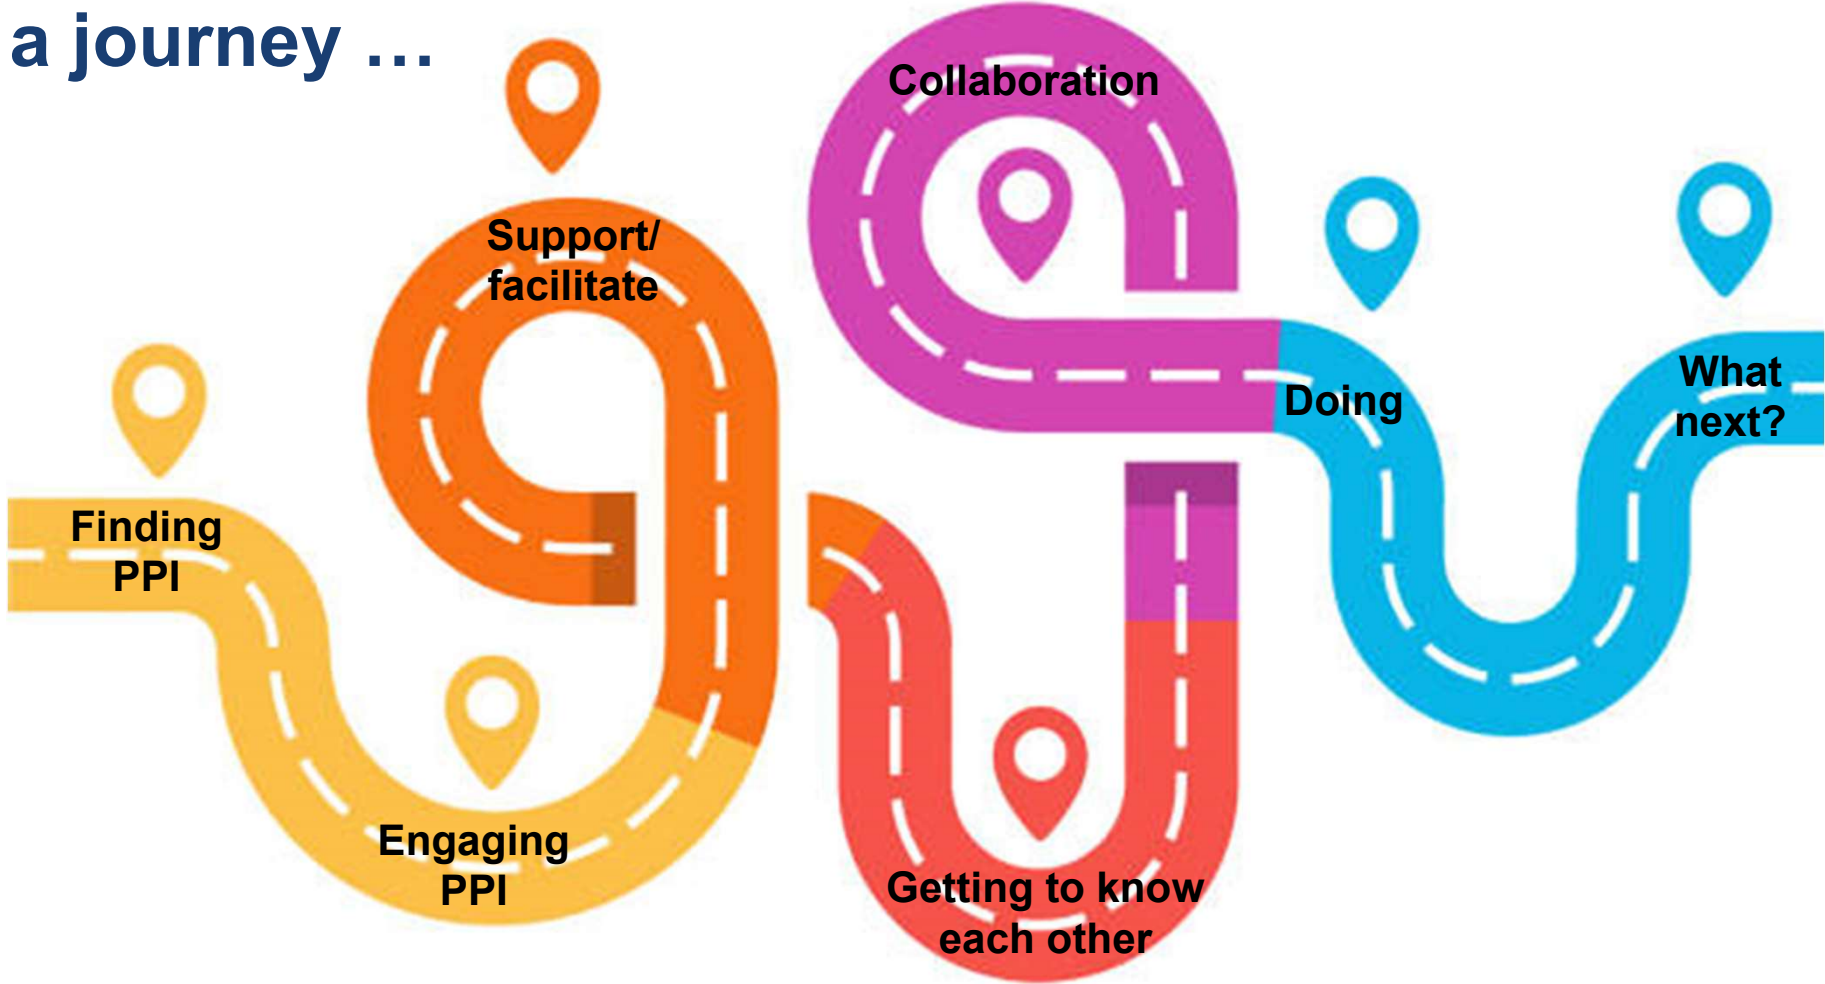 a journey …
Finding
PPI
Engaging
PPI
Support/
facilitate
Getting to know
each other
Collaboration
Doing
What
next?